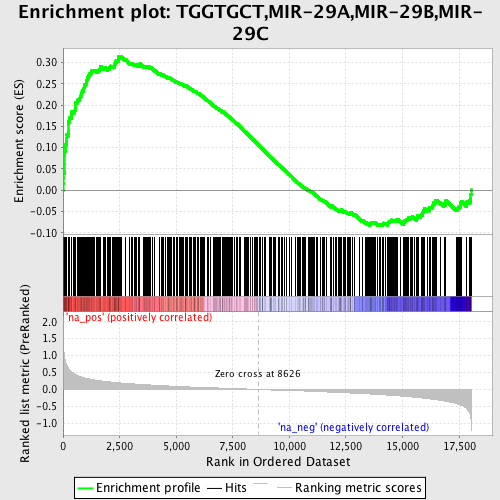 Enrichment plot: TGGTGCT,MIR-29A,MIR-29B,MIR-
29C
Enrichment score (ES)
0.30
0.25
0.20
0.15
0.10
0.05
0.00
-0.05
-0.10
Ranked list metric (PreRanked)
2.0
1.5
1.0
0.5
0.0
-0.5
-1.0
'na_pos' (positively correlated)
Zero cross at 8626
'na_neg' (negatively correlated)
0
2,500
5,000
7,500
10,000
12,500
15,000
17,500
Rank in Ordered Dataset
Enrichment profile
Hits
Ranking metric scores